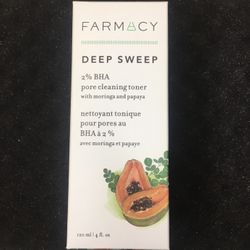 FARMACY
DEEP SWEEP
2% BHA
pore cleaning toner
with moringa and papaya
nettoyant tonique
pour pores au
BHA à 2 %
avec moringa et papaye
120 ml | 4 fl. oz